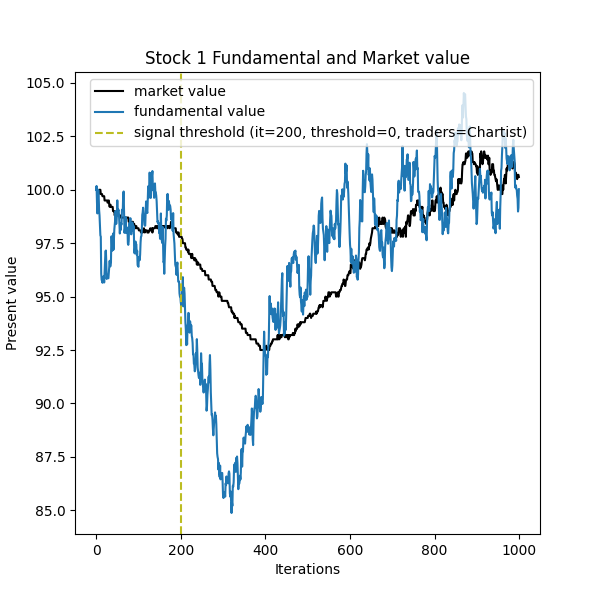 Stock 1 Fundamental and Market value
market value
fundamental value
signal threshold (it=200, threshold=0, traders=Chartist)
105.0
102.5
100.0
97.5
95.0
92.5
90.0
87.5
85.0
Present value
0 200 400 600 800 1000
Iterations